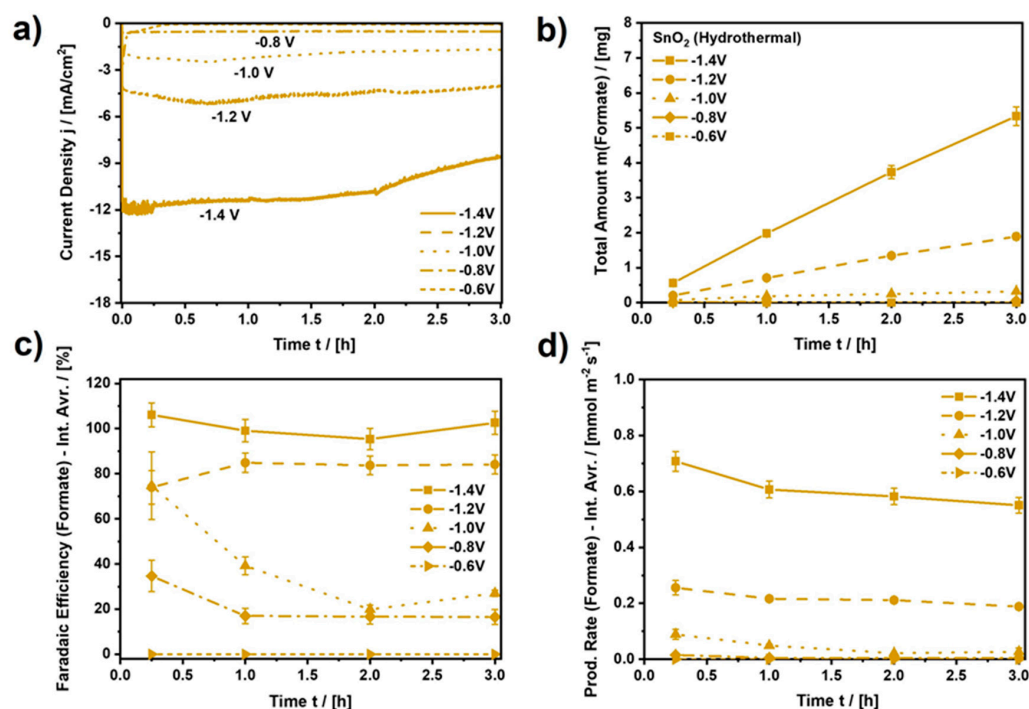 a)
Current Density j / [mA/cm²]
0
-3
-6
-9
-12
-15
-18
-0.8 V
-1.0 V
-1.2 V
-1.4 V
-1.4V
-1.2V
-1.0V
-0.8V
-0.6V
0.0 0.5 1.0 1.5 2.0 2.5 3.0
Time t / [h]
b)
Total Amount m(Formate) / [mg]
8
7
6
5
4
3
2
1
0
SnO₂ (Hydrothermal)
-1.4V
-1.2V
-1.0V
-0.8V
-0.6V
0.0 0.5 1.0 1.5 2.0 2.5 3.0
Time t / [h]
c)
Faradaic Efficiency (Formate) - Int. Avr. / [%]
120
100
80
60
40
20
0
-1.4V
-1.2V
-1.0V
-0.8V
-0.6V
0.0 0.5 1.0 1.5 2.0 2.5 3.0
Time t / [h]
d)
Prod. Rate (Formate) - Int. Avr. / [mmol m⁻² s⁻¹]
1.0
0.8
0.6
0.4
0.2
0.0
-1.4V
-1.2V
-1.0V
-0.8V
-0.6V
0.0 0.5 1.0 1.5 2.0 2.5 3.0
Time t / [h]